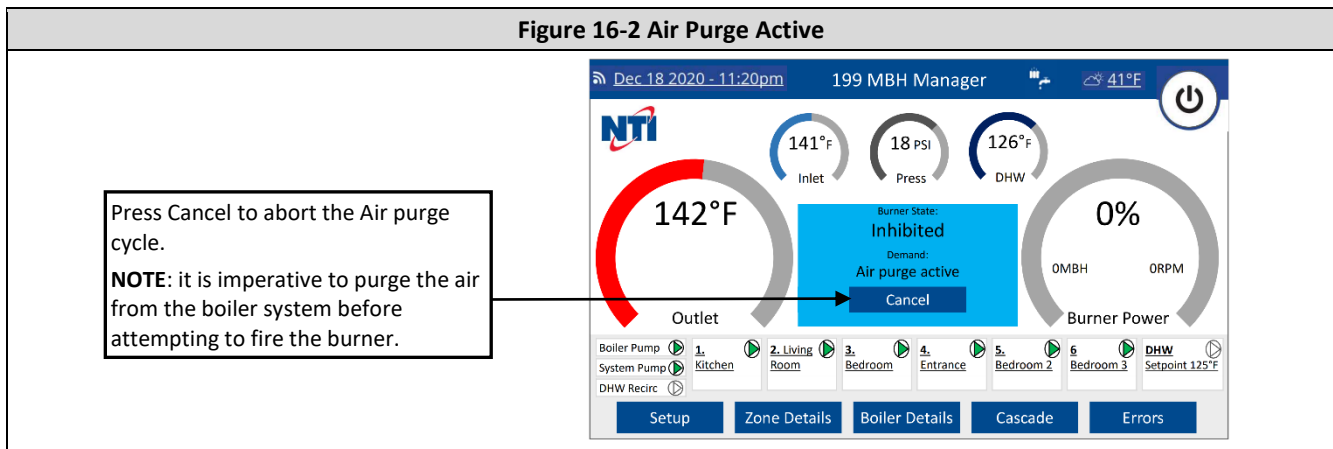 Figure 16-2 Air Purge Active
Press Cancel to abort the Air purge
cycle.
NOTE: it is imperative to purge the air
from the boiler system before
attempting to fire the burner.
Dec 18 2020 - 11:20pm 199 MBH Manager 41°F
NTI
141°F
Inlet
18 PSI
Press
126°F
DHW
142°F
Outlet
Burner State:
Inhibited
Demand:
Air purge active
Cancel
0%
0MBH 0RPM
Burner Power
Boiler Pump
System Pump
DHW Recirc
1.
Kitchen
2. Living
Room
3.
Bedroom
4.
Entrance
5.
Bedroom 2
6
Bedroom 3
DHW
Setpoint 125°F
Setup Zone Details Boiler Details Cascade Errors